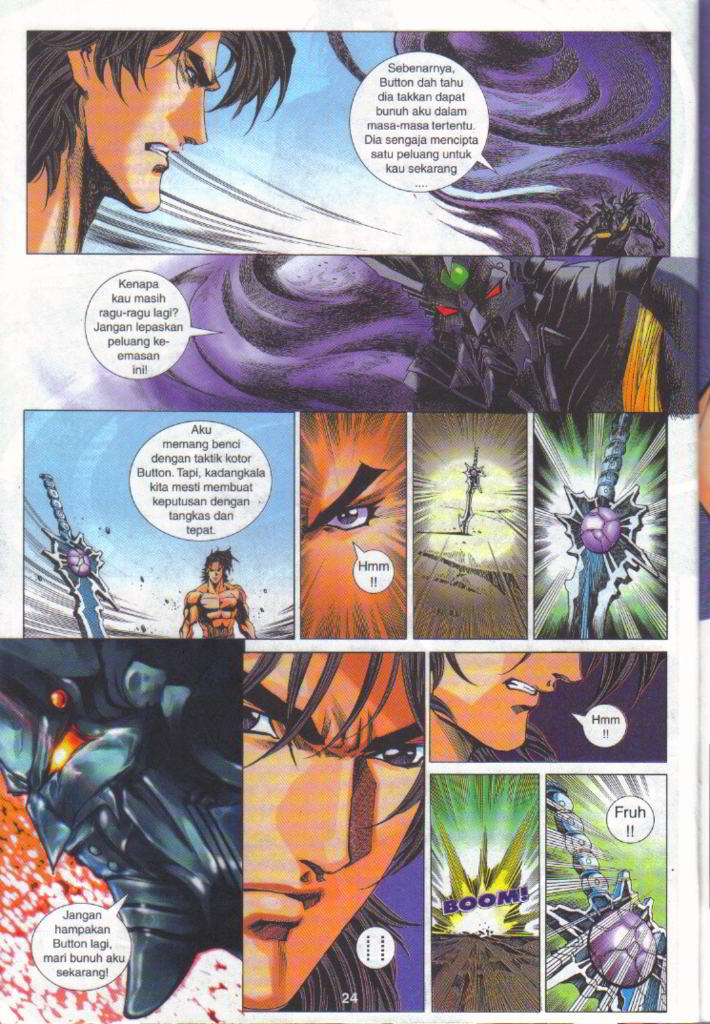 Sebenarnya,
Button dah tahu
dia takkan dapat
bunuh aku dalam
masa-masa tertentu.
Dia sengaja mencipta
satu peluang untuk
kau sekarang
....
Kenapa
kau masih
ragu-ragu lagi?
Jangan lepaskan
peluang ke-
emasan
ini!
Aku
memang benci
dengan taktik kotor
Button. Tapi, kadangkala
kita mesti membuat
keputusan dengan
tangkas dan
tepat.
Hmm
!!
Jangan
hampakan
Button lagi,
mari bunuh aku
sekarang!
!!
Hmm
!!
BOOM!
Fruh
!!
24